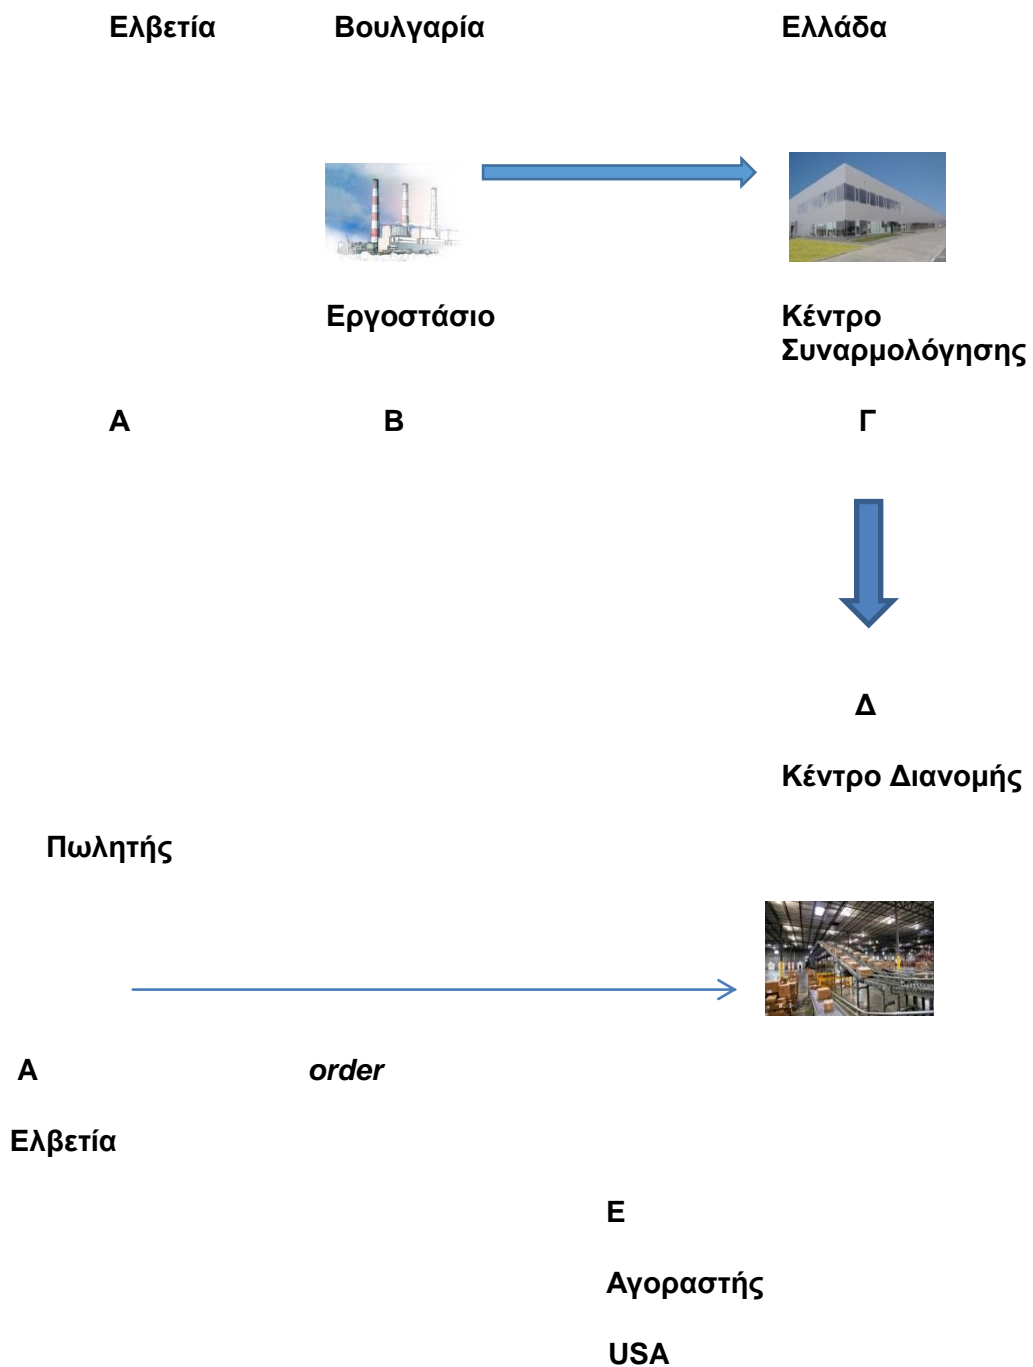 Ελβετία Βουλγαρία Ελλάδα
Εργοστάσιο Κέντρο
Συναρμολόγησης
Α Β Γ
Δ
Κέντρο Διανομής
Πωλητής
Α order
Ελβετία
Ε
Αγοραστής
USA